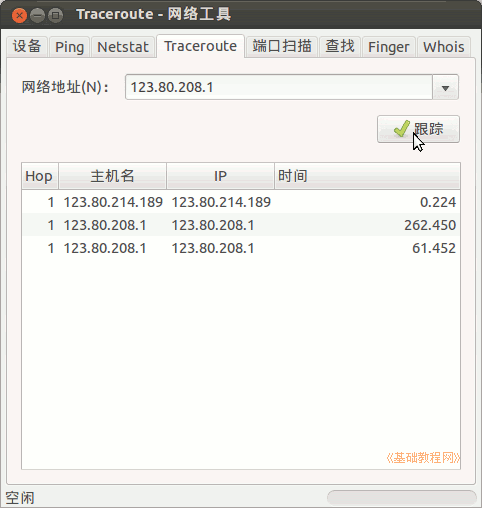 Traceroute - 网络工具
设备 Ping Netstat Traceroute 端口扫描 查找 Finger Whois
网络地址(N)： 123.80.208.1
跟踪
Hop 主机名 IP 时间
1 123.80.214.189 123.80.214.189 0.224
1 123.80.208.1 123.80.208.1 262.450
1 123.80.208.1 123.80.208.1 61.452
《基础教程网》
空闲